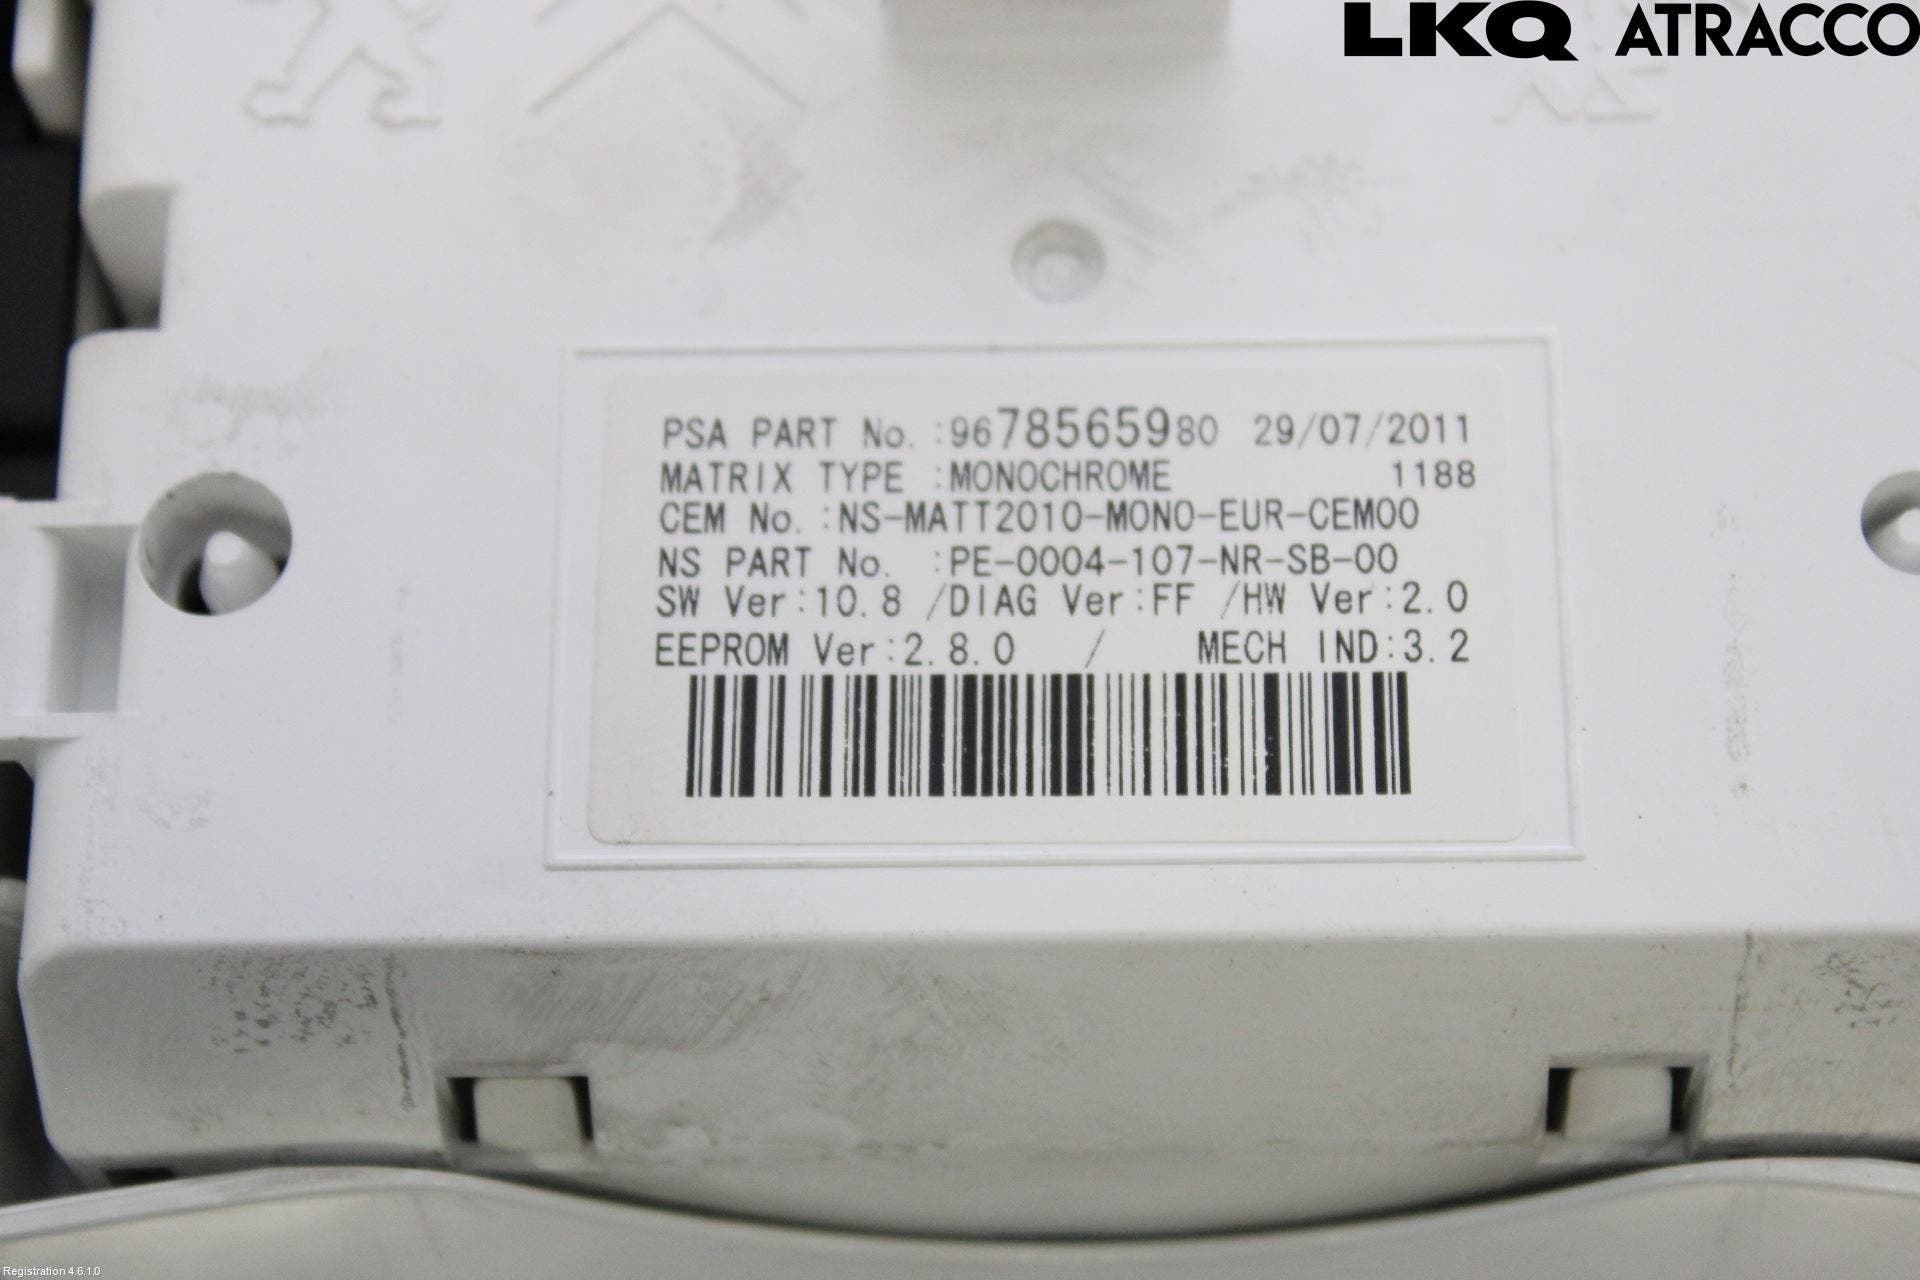 LKQ ATRACCO
PSA PART No. :9678565980 29/07/2011
MATRIX TYPE :MONOCHROME 1188
CEM No. :NS-MATT2010-MONO-EUR-CEM00
NS PART No. :PE-0004-107-NR-SB-00
SW Ver:10.8 /DIAG Ver:FF /HW Ver:2.0
EEPROM Ver:2.8.0 / MECH IND:3.2
Registration 4.6.1.0